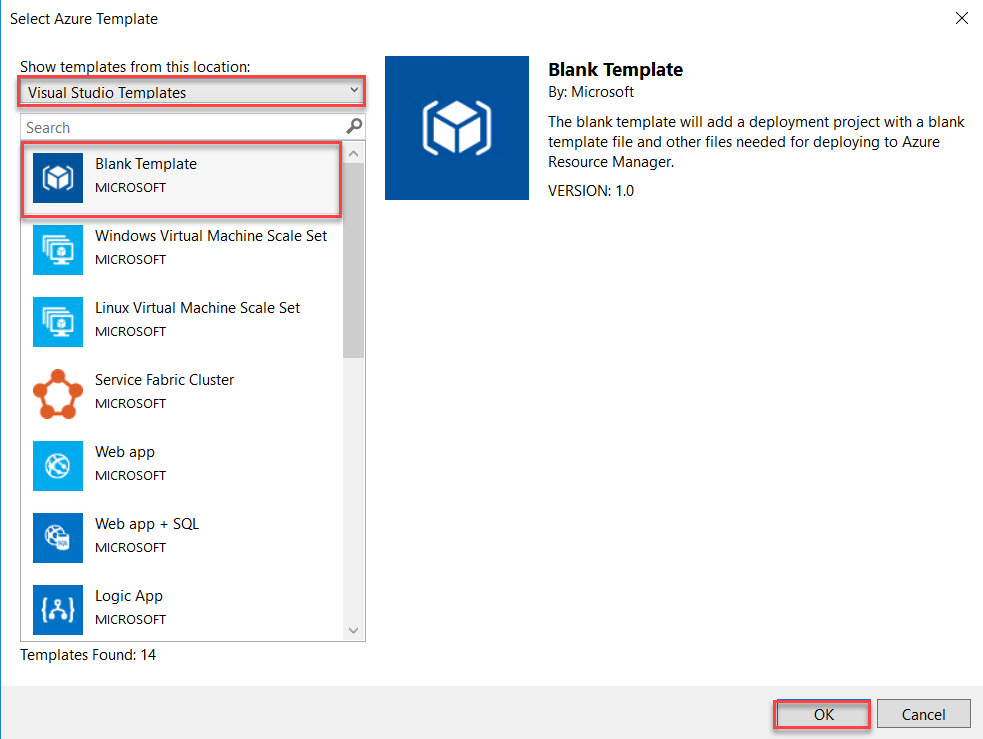 Select Azure Template
Show templates from this location:
Visual Studio Templates
Search
Blank Template
MICROSOFT
Windows Virtual Machine Scale Set
MICROSOFT
Linux Virtual Machine Scale Set
MICROSOFT
Service Fabric Cluster
MICROSOFT
Web app
MICROSOFT
Web app + SQL
MICROSOFT
SQL
Logic App
MICROSOFT
Templates Found: 14
Blank Template
By: Microsoft
The blank template will add a deployment project with a blank
template file and other files needed for deploying to Azure
Resource Manager.
VERSION: 1.0
OK
Cancel